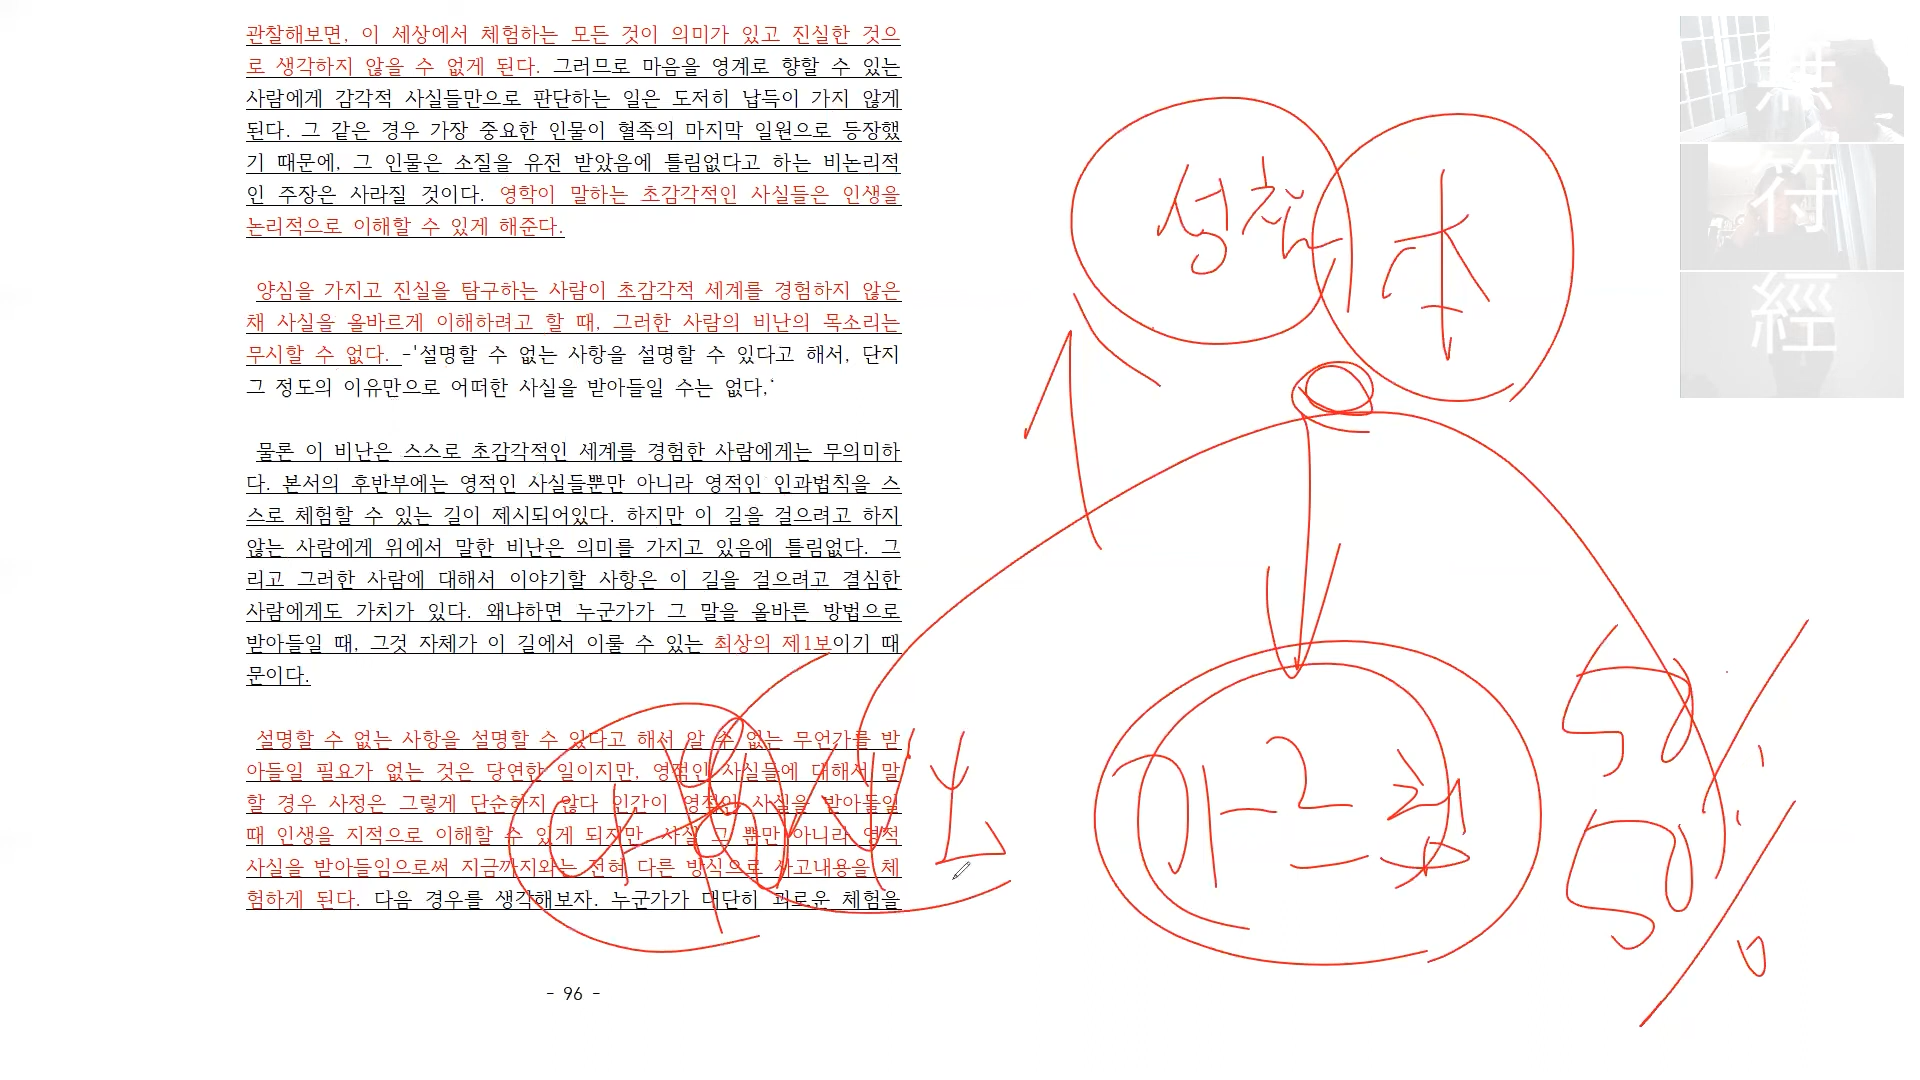 관찰해보면, 이 세상에서 체험하는 모든 것이 의미가 있고 진실한 것으
로 생각하지 않을 수 없게 된다. 그러므로 마음을 영계로 향할 수 있는
사람에게 감각적 사실들만으로 판단하는 일은 도저히 납득이 가지 않게
된다. 그 같은 경우 가장 중요한 인물이 혈족의 마지막 일원으로 등장했
기 때문에, 그 인물은 소질을 유전 받았음에 틀림없다고 하는 비논리적
인 주장은 사라질 것이다. 영학이 말하는 초감각적인 사실들은 인생을
논리적으로 이해할 수 있게 해준다.
양심을 가지고 진실을 탐구하는 사람이 초감각적 세계를 경험하지 않은
채 사실을 올바르게 이해하려고 할 때, 그러한 사람의 비난의 목소리는
무시할 수 없다. -'설명할 수 없는 사항을 설명할 수 있다고 해서, 단지
그 정도의 이유만으로 어떠한 사실을 받아들일 수는 없다,‘
물론 이 비난은 스스로 초감각적인 세계를 경험한 사람에게는 무의미하
다. 본서의 후반부에는 영적인 사실들뿐만 아니라 영적인 인과법칙을 스
스로 체험할 수 있는 길이 제시되어있다. 하지만 이 길을 걸으려고 하지
않는 사람에게 위에서 말한 비난은 의미를 가지고 있음에 틀림없다. 그
리고 그러한 사람에 대해서 이야기할 사항은 이 길을 걸으려고 결심한
사람에게도 가치가 있다. 왜냐하면 누군가가 그 말을 올바른 방법으로
받아들일 때, 그것 자체가 이 길에서 이룰 수 있는 최상의 제1보이기 때
문이다.
설명할 수 없는 사항을 설명할 수 있다고 해서 알 수 없는 무언가를 받
아들일 필요가 없는 것은 당연한 일이지만, 영적인 사실들에 대해서 말
할 경우 사정은 그렇게 단순하지 않다 인간이 영적인 사실을 받아들일
때 인생을 지적으로 이해할 수 있게 되지만 사실 그 뿐만 아니라 영적
사실을 받아들임으로써 지금까지와는 전혀 다른 방식으로 사고내용을 체
험하게 된다. 다음 경우를 생각해보자. 누군가가 대단히 괴로운 체험을
- 96 -
本
符
經